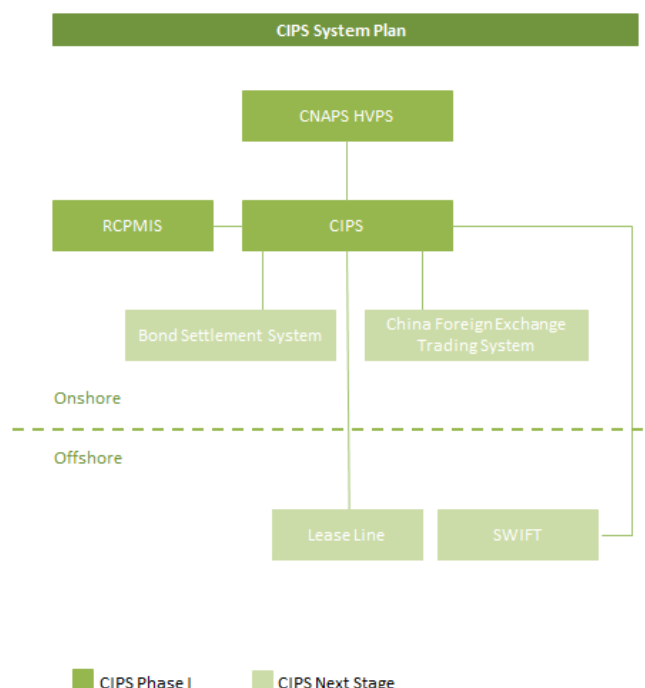 CIPS System Plan
CNAPS HVPS
RCPMIS
CIPS
Bond Settlement System
China Foreign Exchange
Trading System
Onshore
Offshore
Lease Line
SWIFT
CIPS Phase I
CIPS Next Stage